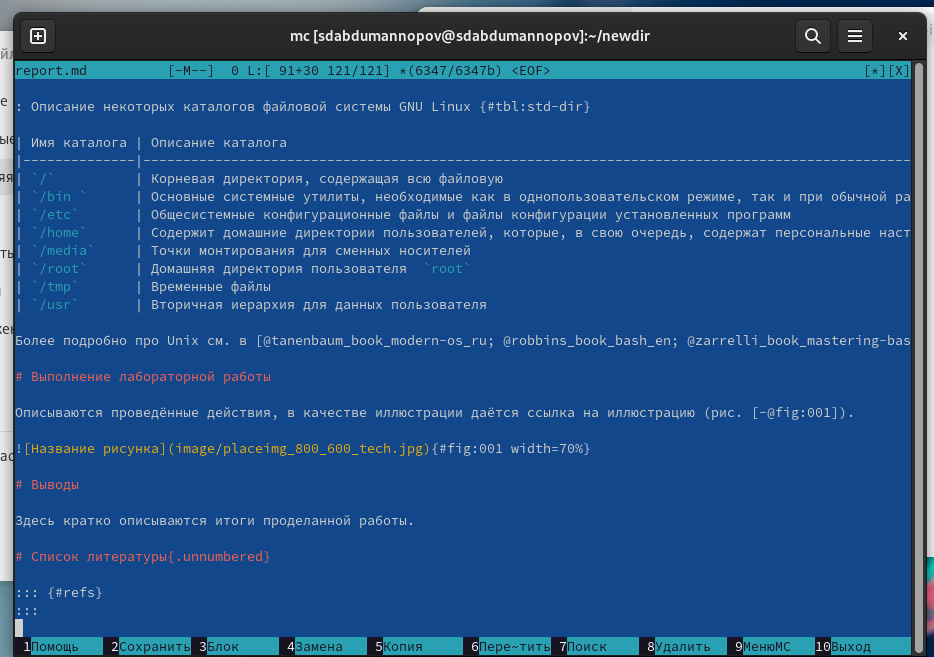 mc [sdabdumannopov@sdabdumannopov]:~/newdir
report.md [-M--] 0 L:[ 91+30 121/121] *(6347/6347b) <EOF> [*][X]
: Описание некоторых каталогов файловой системы GNU Linux {#tbl:std-dir}
| Имя каталога | Описание каталога
|--------------|------------------------------------------------------------------------------------------------
| `/` | Корневая директория, содержащая всю файловую
| `/bin ` | Основные системные утилиты, необходимые как в однопользовательском режиме, так и при обычной ра
| `/etc` | Общесистемные конфигурационные файлы и файлы конфигурации установленных программ
| `/home` | Содержит домашние директории пользователей, которые, в свою очередь, содержат персональные наст
| `/media` | Точки монтирования для сменных носителей
| `/root` | Домашняя директория пользователя `root`
| `/tmp` | Временные файлы
| `/usr` | Вторичная иерархия для данных пользователя
Более подробно про Unix см. в [@tanenbaum_book_modern-os_ru; @robbins_book_bash_en; @zarrelli_book_mastering-bas
# Выполнение лабораторной работы
Описываются проведённые действия, в качестве иллюстрации даётся ссылка на иллюстрацию (рис. [-@fig:001]).
![Название рисунка](image/placeimg_800_600_tech.jpg){#fig:001 width=70%}
# Выводы
Здесь кратко описываются итоги проделанной работы.
# Список литературы{.unnumbered}
::: {#refs}
:::
1Помощь 2Сохранить 3Блок 4Замена 5Копия 6Пере~тить 7Поиск 8Удалить 9МенюМС 10Выход